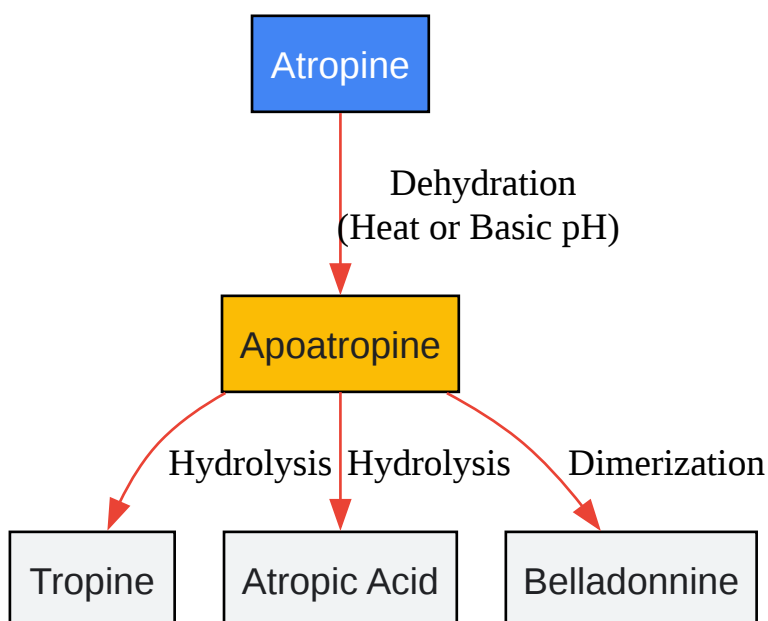 Atropine
Dehydration
(Heat or Basic pH)
Apoatropine
Hydrolysis
Hydrolysis
Dimerization
Tropine
Atropic Acid
Belladonnine